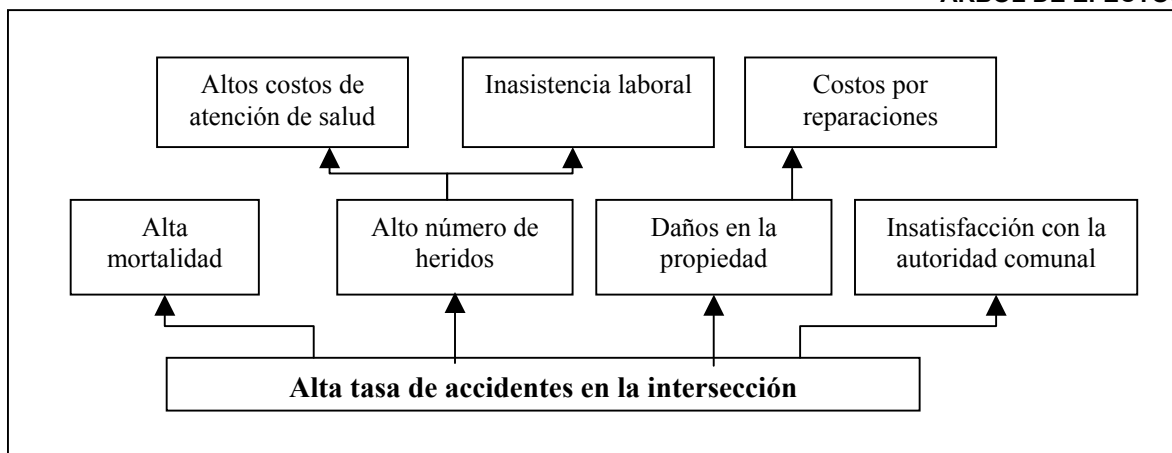 Altos costos de
atención de salud
Inasistencia laboral
Costos por
reparaciones
Alta
mortalidad
Alto número de
heridos
Daños en la
propiedad
Insatisfacción con la
autoridad comunal
Alta tasa de accidentes en la intersección